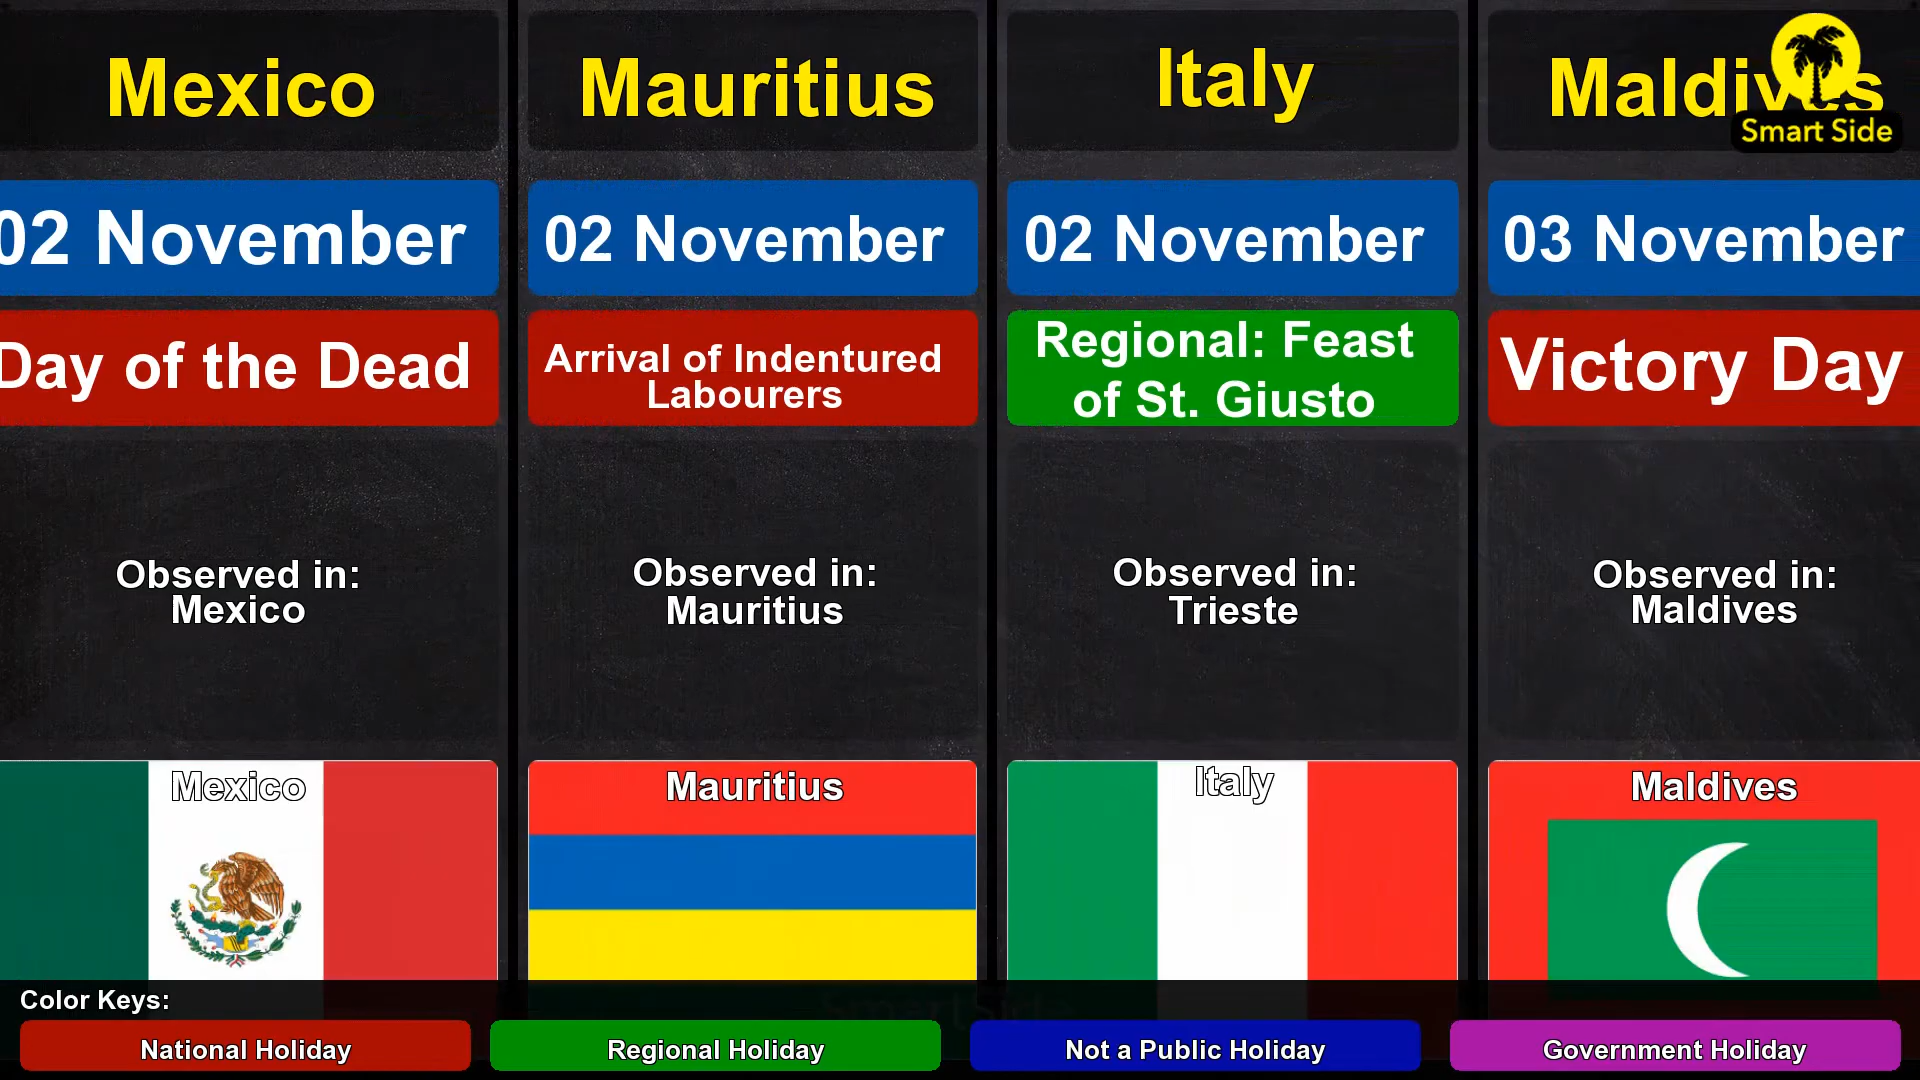 Mexico
02 November
Day of the Dead
Observed in:
Mexico
Mexico
Mauritius
02 November
Arrival of Indentured
Labourers
Observed in:
Mauritius
Mauritius
Italy
02 November
Regional: Feast
of St. Giusto
Observed in:
Trieste
Italy
Maldives
Smart Side
03 November
Victory Day
Observed in:
Maldives
Maldives
Smart Side
Color Keys:
National Holiday
Regional Holiday
Not a Public Holiday
Government Holiday